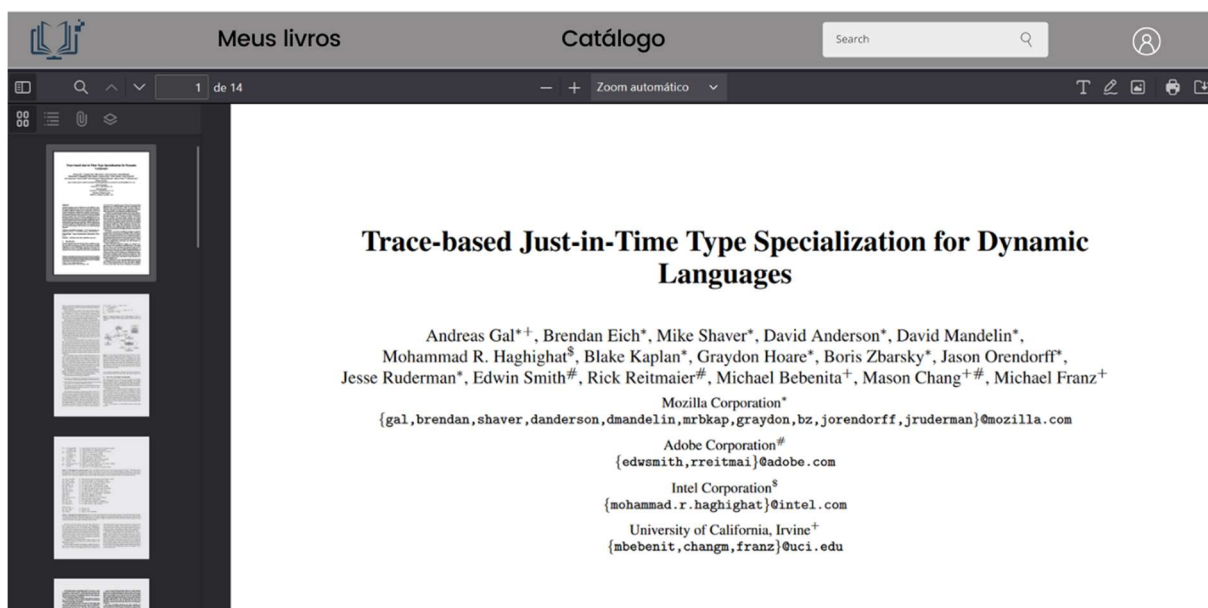 Meus livros
Catálogo
Search
1 de 14
Zoom automático
Trace-based Just-in-Time Type Specialization for Dynamic
Languages
Andreas Gal*+, Brendan Eich*, Mike Shaver*, David Anderson*, David Mandelin*,
Mohammad R. Haghighat$, Blake Kaplan*, Graydon Hoare*, Boris Zbarsky*, Jason Orendorff*,
Jesse Ruderman*, Edwin Smith#, Rick Reitmaier#, Michael Bebenita+, Mason Chang+#, Michael Franz+
Mozilla Corporation*
{gal,brendan,shaver,danderson,dmandelin,mrbkap,graydon,bz,jorendorff,jruderman}@mozilla.com
Adobe Corporation#
{edwsmith,rreitmai}@adobe.com
Intel Corporation$
{mohammad.r.haghighat}@intel.com
University of California, Irvine+
{mbebenit,changm,franz}@uci.edu